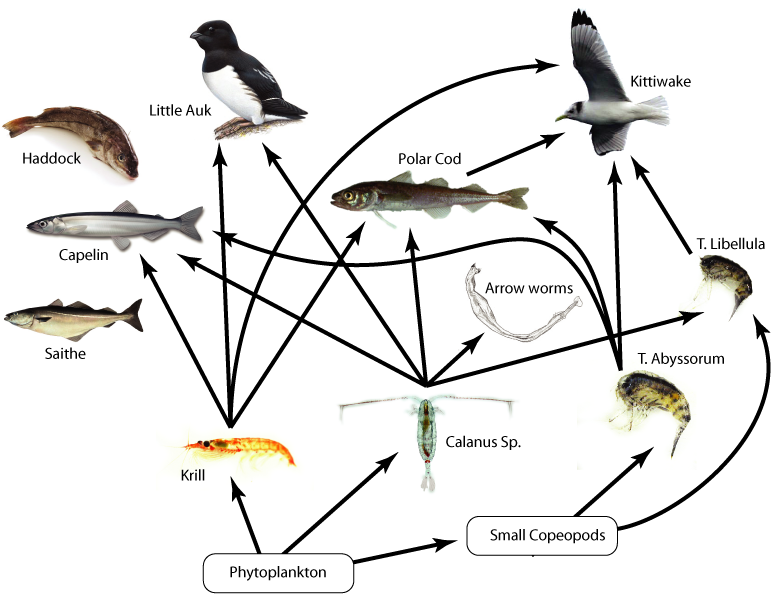 Kittiwake
Little Auk
Haddock
Polar Cod
Capelin
T. Libellula
Arrow worms
Saithe
T. Abyssorum
Calanus Sp.
Krill
Small Copeopods
Phytoplankton